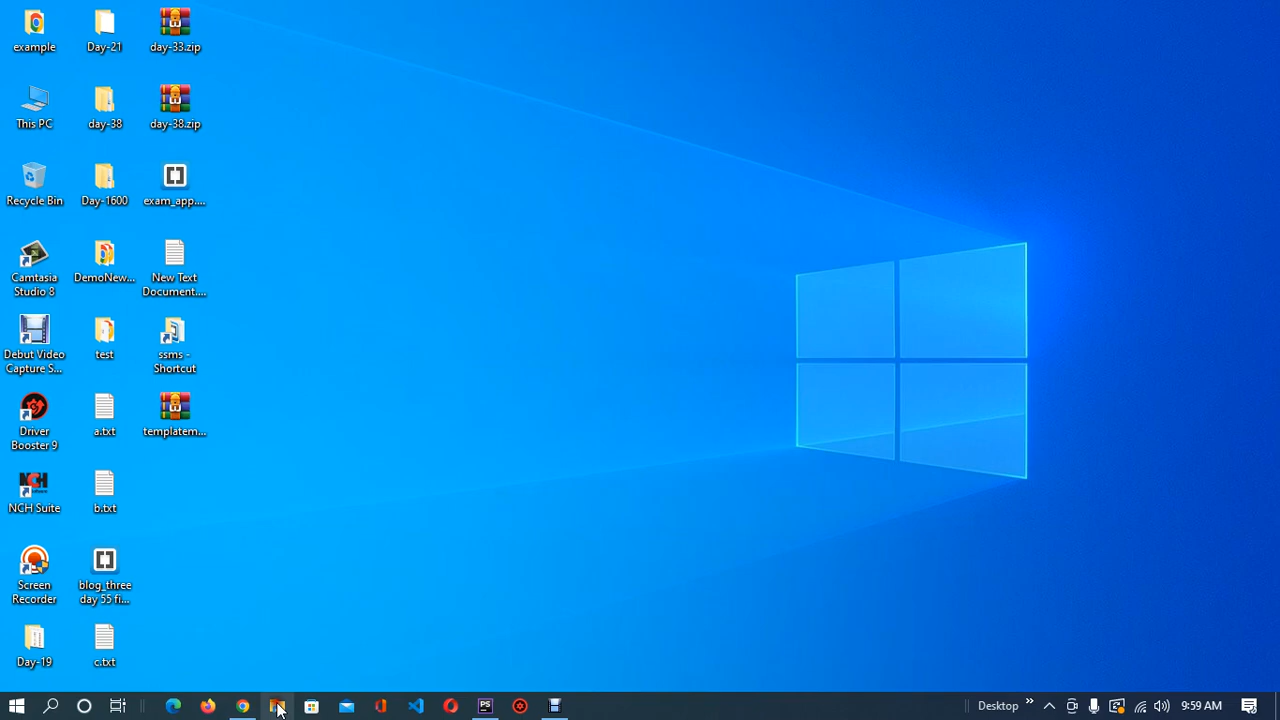 example
Day-21
day-33.zip
This PC
day-38
day-38.zip
Recycle Bin
Day-1600
exam_app....
Camtasia
Studio 8
DemoNew...
New Text
Document....
Debut Video
Capture S...
test
ssms -
Shortcut
Driver
Booster 9
a.txt
templatem...
NCH
NCH Suite
b.txt
Screen
Recorder
blog_three
day 55 fi...
Day-19
c.txt
PS
Desktop
9:59 AM